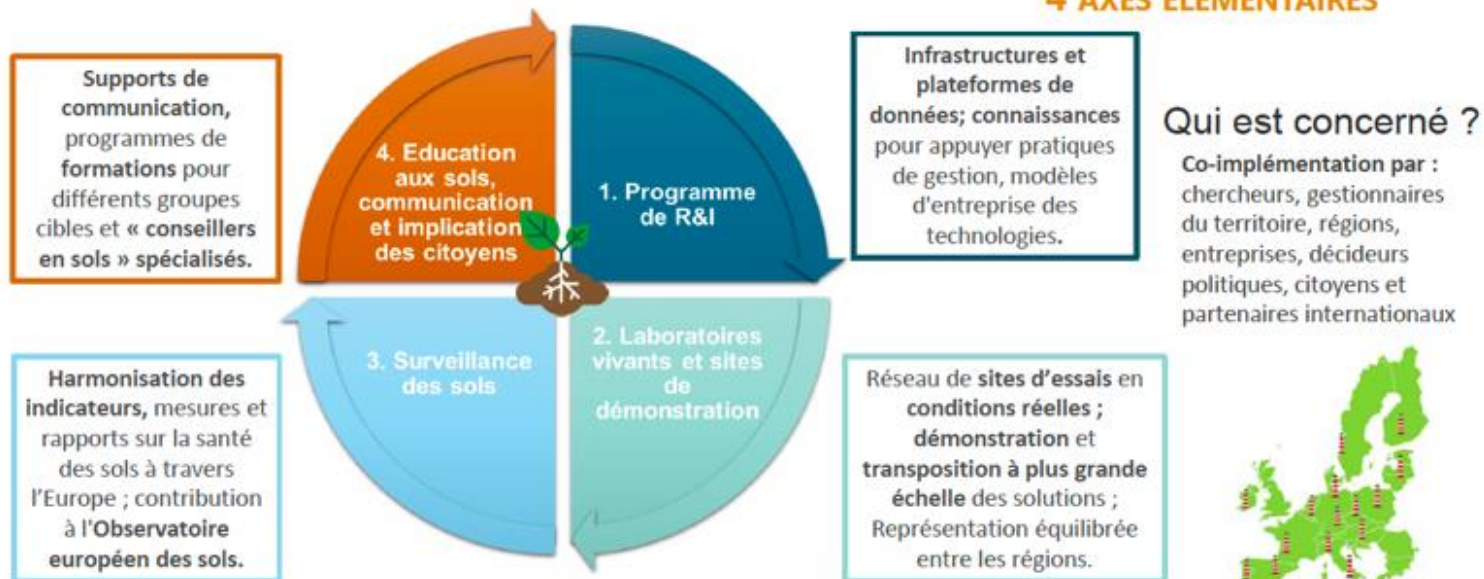 4 AXES ÉLÉMENTAIRES
Supports de
communication,
programmes de
formations pour
différents groupes
cibles et « conseillers
en sols » spécialisés.
4. Education
aux sols,
communication
et implication
des citoyens
1. Programme
de R&I
Infrastructures et
plateformes de
données; connaissances
pour appuyer pratiques
de gestion, modèles
d'entreprise des
technologies.
Qui est concerné ?
Co-implémentation par :
chercheurs, gestionnaires
du territoire, régions,
entreprises, décideurs
politiques, citoyens et
partenaires internationaux
Harmonisation des
indicateurs, mesures et
rapports sur la santé
des sols à travers
l'Europe ; contribution
à l'Observatoire
européen des sols.
3. Surveillance
des sols
2. Laboratoires
vivants et sites
de
démonstration
Réseau de sites d'essais en
conditions réelles ;
démonstration et
transposition à plus grande
échelle des solutions ;
Représentation équilibrée
entre les régions.